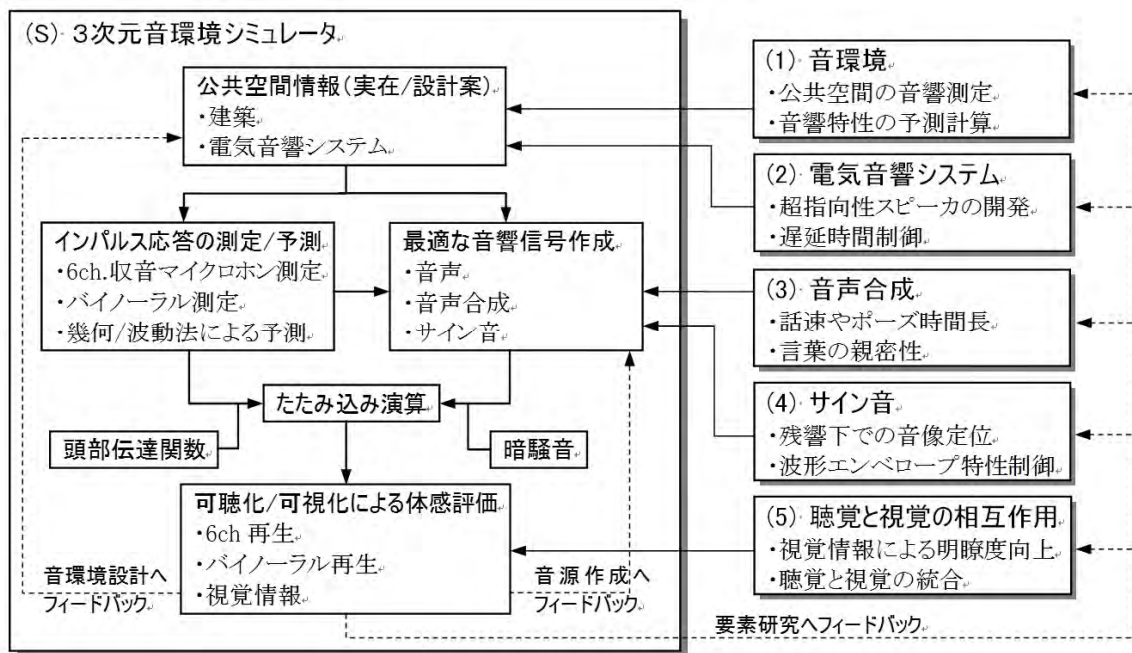 (S) 3次元音環境シミュレータ
公共空間情報(実在/設計案)
・建築
・電気音響システム
インパルス応答の測定/予測
・6ch.収音マイクロホン測定
・バイノーラル測定
・幾何/波動法による予測
最適な音響信号作成
・音声
・音声合成
・サイン音
たたみ込み演算
頭部伝達関数
暗騒音
可聴化/可視化による体感評価
・6ch 再生
・バイノーラル再生
・視覚情報
音環境設計へ
フィードバック
音源作成へ
フィードバック
(1) 音環境
・公共空間の音響測定
・音響特性の予測計算
(2) 電気音響システム
・超指向性スピーカの開発
・遅延時間制御
(3) 音声合成
・話速やポーズ時間長
・言葉の親密性
(4) サイン音
・残響下での音像定位
・波形エンベロープ特性制御
(5) 聴覚と視覚の相互作用
・視覚情報による明瞭度向上
・聴覚と視覚の統合
要素研究へフィードバック